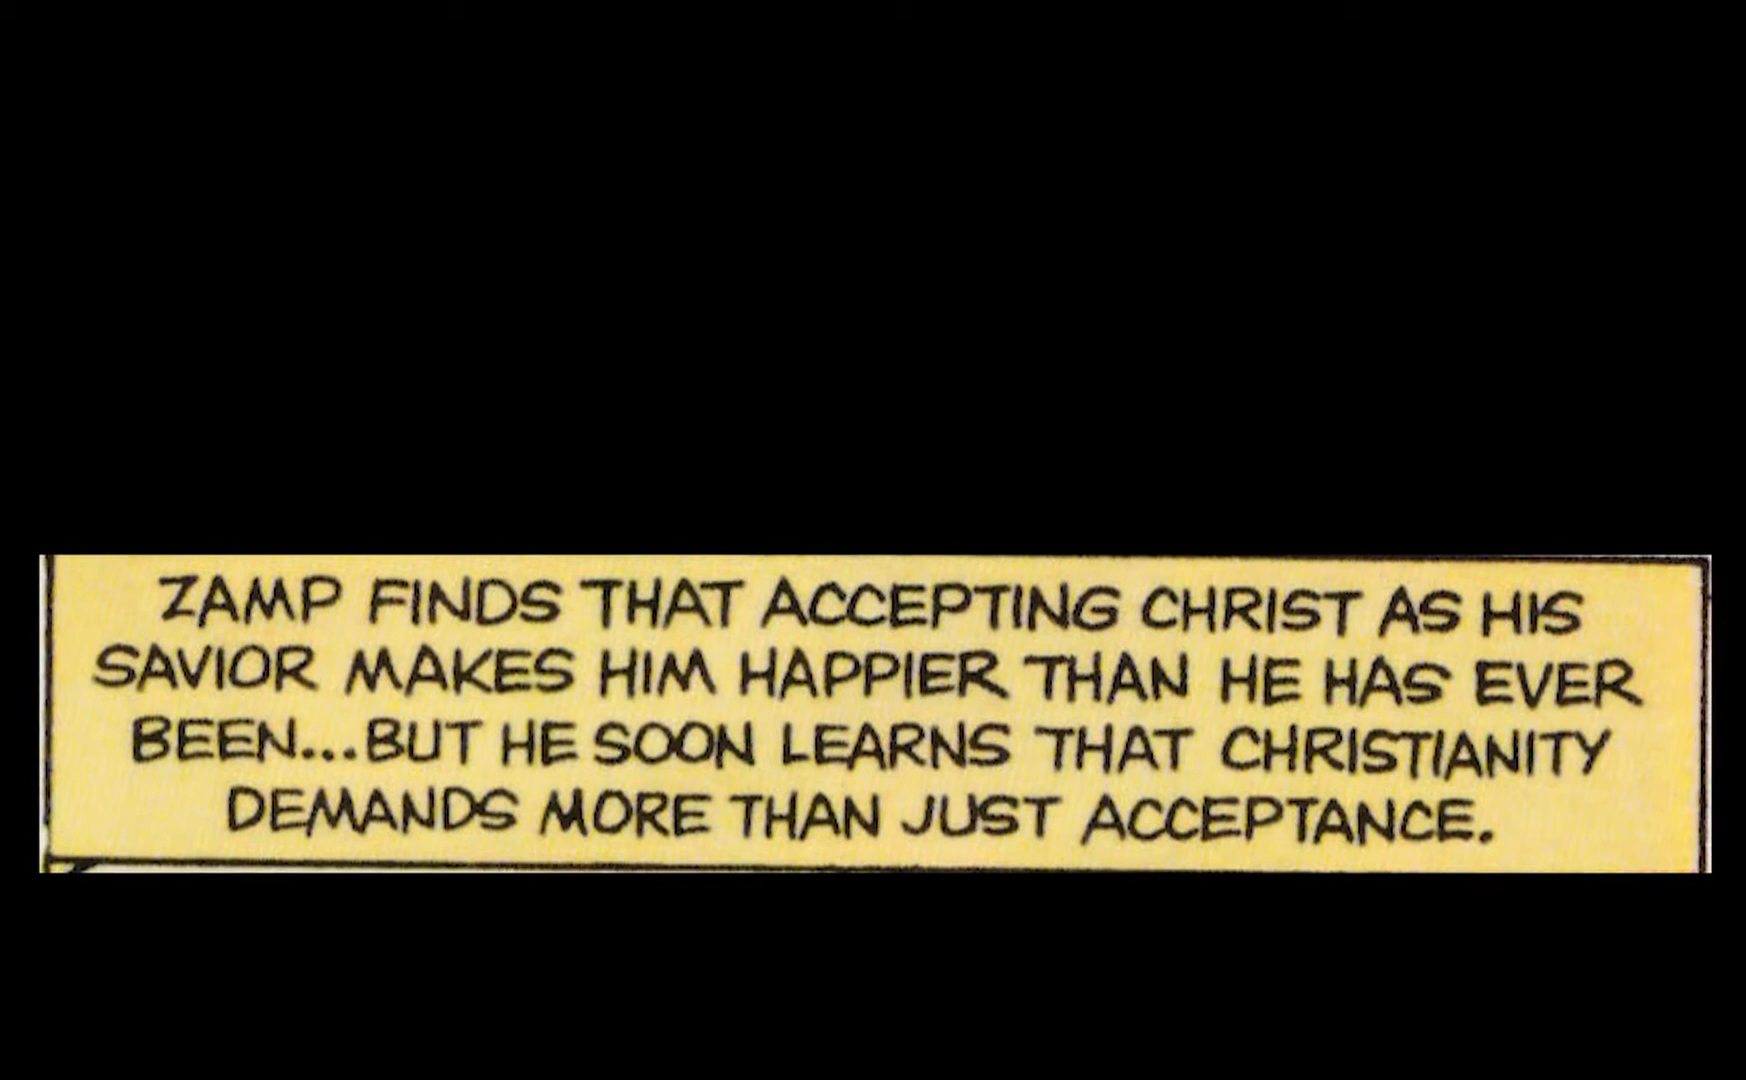 ZAMP FINDS THAT ACCEPTING CHRIST AS HIS
SAVIOR MAKES HIM HAPPIER THAN HE HAS EVER
BEEN...BUT HE SOON LEARNS THAT CHRISTIANITY
DEMANDS MORE THAN JUST ACCEPTANCE.